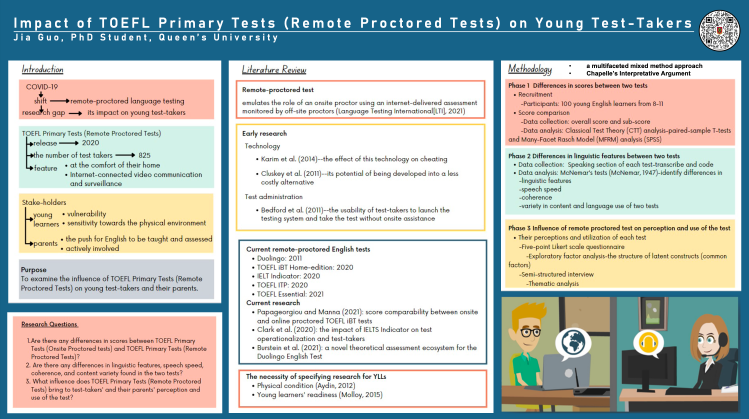 Impact of TOEFL Primary Tests (Remote Proctored Tests) on Young Test-Takers
Jia Guo, PhD Student, Queen's University
Introduction
COVID-19
shift remote-proctored language testing
research gap its impact on young test-takers
TOEFL Primary Tests (Remote Proctored Tests)
release 2020
the number of test takers 825
feature
• at the comfort of their home
• Internet-connected video communication
and surveillance
Stake-holders
young
learners
• vulnerability
• sensitivity towards the physical environment
parents
• the push for English to be taught and assessed
• actively involved
Purpose
To examine the influence of TOEFL Primary Tests (Remote
Proctored Tests) on young test-takers and their parents.
Research Questions
1.Are there any differences in scores between TOEFL Primary
Tests (Onsite Proctored tests) and TOEFL Primary Tests (Remote
Proctored Tests)?
2. Are there any differences in linguistic features, speech speed,
coherence, and content variety found in the two tests?
3. What influence does TOEFL Primary Tests (Remote Proctored
Tests) bring to test-takers' and their parents' perception and
use of the test?
Literature Review
Remote-proctored test
emulates the role of an onsite proctor using an internet-delivered assessment
monitored by off-site proctors (Language Testing International[LTI], 2021)
Early research
Technology
• Karim et al. (2014)--the effect of this technology on cheating
• Cluskey et al. (2011)--its potential of being developed into a less
costly alternative
Test administration
• Bedford et al. (2011)--the usability of test-takers to launch the
testing system and take the test without onsite assistance
Current remote-proctored English tests
• Duolingo: 2011
• TOEFL iBT Home-edition: 2020
• IELT Indicator: 2020
• TOEFL ITP: 2020
• TOEFL Essential: 2021
Current research
• Papageorgiou and Manna (2021): score comparability between onsite
and online proctored TOEFL iBT tests
• Clark et al. (2020): the impact of IELTS Indicator on test
operationalization and test-takers
• Burstein et al. (2021): a novel theoretical assessment ecosystem for the
Duolingo English Test
The necessity of specifying research for YLLs
• Physical condition (Aydın, 2012)
• Young learners' readiness (Molloy, 2015)
Methodology
• a multifaceted mixed method approach
• Chapelle's Interpretative Argument
Phase 1 Differences in scores between two tests
• Recruitment
-Participants: 100 young English learners from 8-11
• Score comparison
-Data collection: overall score and sub-score
-Data analysis: Classical Test Theory (CTT) analysis-paired-sample T-tests
and Many-Facet Rasch Model (MFRM) analysis (SPSS)
Phase 2 Differences in linguistic features between two tests
• Data collection: Speaking section of each test-transcribe and code
• Data analysis: McNemar's tests (McNemar, 1947)-identify differences in
-linguistic features
-speech speed
-coherence
-variety in content and language use of two tests
Phase 3 Influence of remote proctored test on perception and use of the test
• Their perceptions and utilization of each test
-Five-point Likert scale questionnaire
-Exploratory factor analysis-the structure of latent constructs (common
factors)
-Semi-structured interview
-Thematic analysis